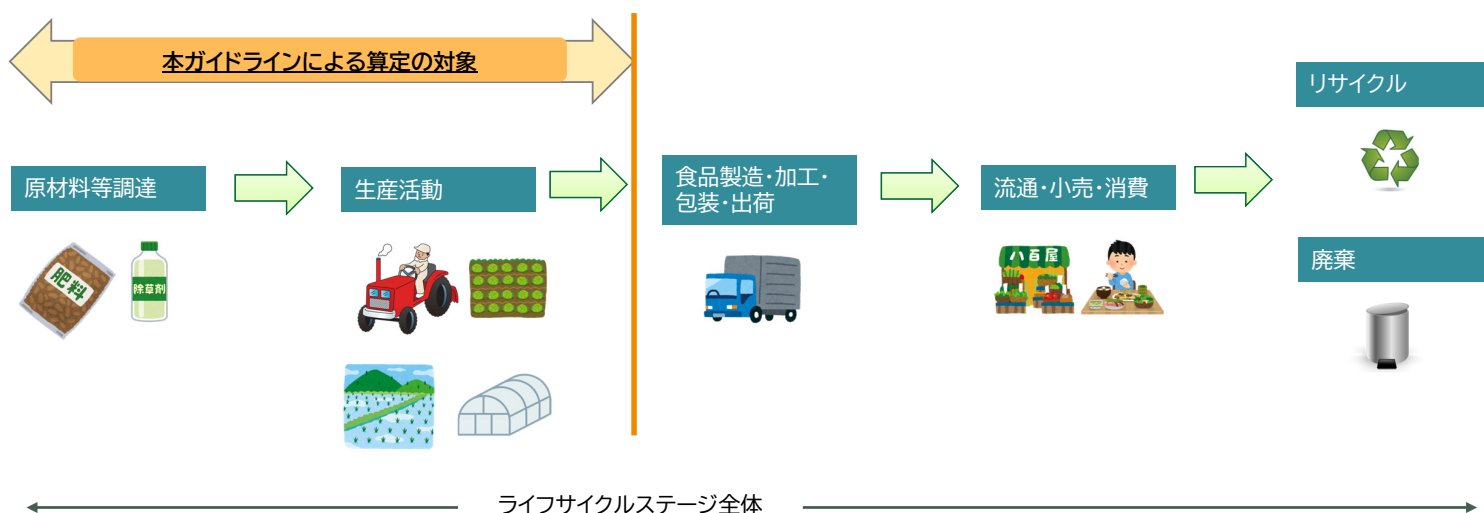 本ガイドラインによる算定の対象
リサイクル
原材料等調達
生産活動
食品製造・加工・
包装・出荷
流通・小売・消費
肥料
除草剤
八百屋
廃棄
ライフサイクルステージ全体